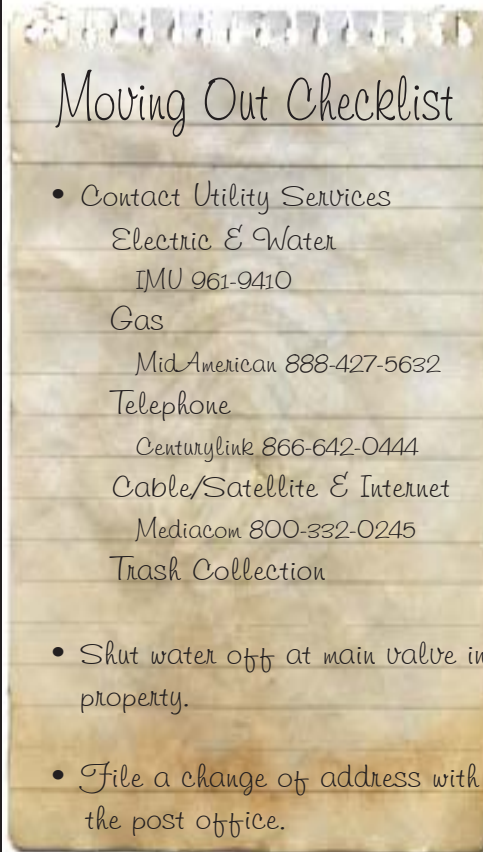 Moving Out Checklist
• Contact Utility Services
Electric & Water
IMU 961-9410
Gas
MidAmerican 888-427-5632
Telephone
Centurylink 866-642-0444
Cable/Satellite & Internet
Mediacom 800-332-0245
Trash Collection
• Shut water off at main valve in
property.
• File a change of address with
the post office.